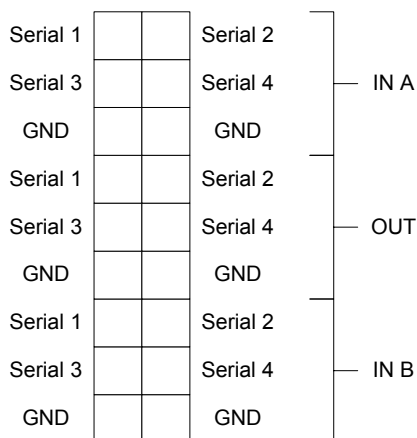 Serial 1 Serial 2
Serial 3 Serial 4 IN A
GND GND
Serial 1 Serial 2
Serial 3 Serial 4 OUT
GND GND
Serial 1 Serial 2
Serial 3 Serial 4 IN B
GND GND